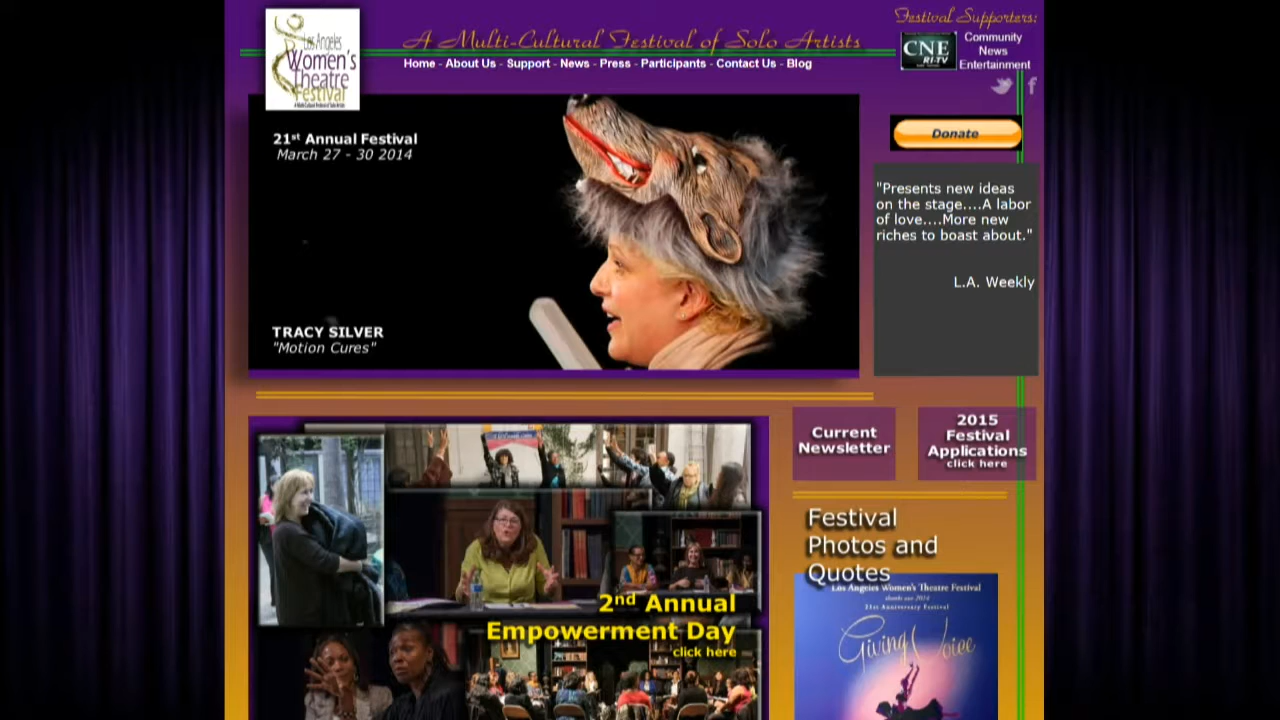 Los Angeles
Women's
Theatre
Festival
A Multi-Cultural Festival of Solo Artists
Home - About Us - Support - News - Press - Participants - Contact Us - Blog
Festival Supporters:
CNE
RI-TV
Community
News
Entertainment
Donate
21st Annual Festival
March 27 - 30 2014
TRACY SILVER
"Motion Cures"
"Presents new ideas
on the stage....A labor
of love....More new
riches to boast about."
L.A. Weekly
Current
Newsletter
2015
Festival
Applications
click here
2nd Annual
Empowerment Day
click here
Festival
Photos and
Quotes
Los Angeles Women's Theatre Festival
21st Anniversary Festival
Giving Voice